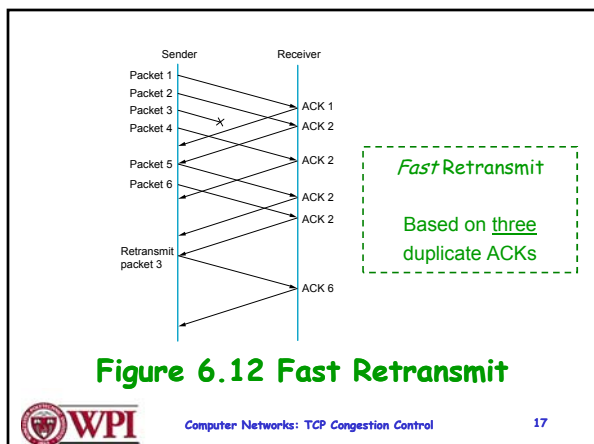 Sender
Receiver
Packet 1
Packet 2
Packet 3
Packet 4
Packet 5
Packet 6
Retransmit
packet 3
ACK 1
ACK 2
ACK 2
ACK 2
ACK 2
ACK 6
Fast Retransmit
Based on three
duplicate ACKs
Figure 6.12 Fast Retransmit
WPI
Computer Networks: TCP Congestion Control
17